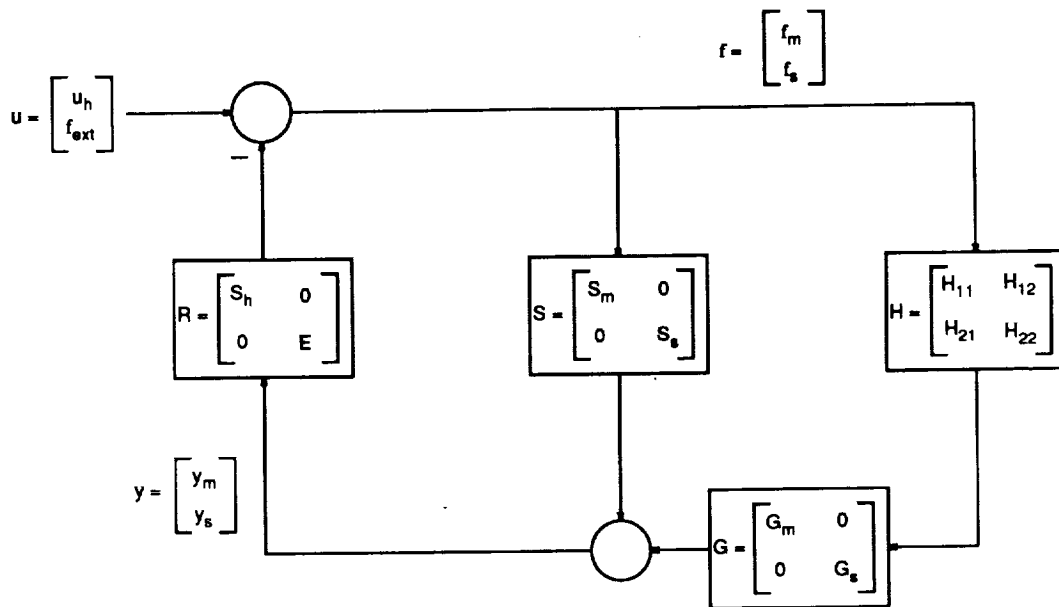 f = [ f_m
f_s ]
u = [ u_h
f_ext ]
−
R = [ S_h 0
0 E ]
S = [ S_m 0
0 S_s ]
H = [ H_11 H_12
H_21 H_22 ]
y = [ y_m
y_s ]
G = [ G_m 0
0 G_s ]